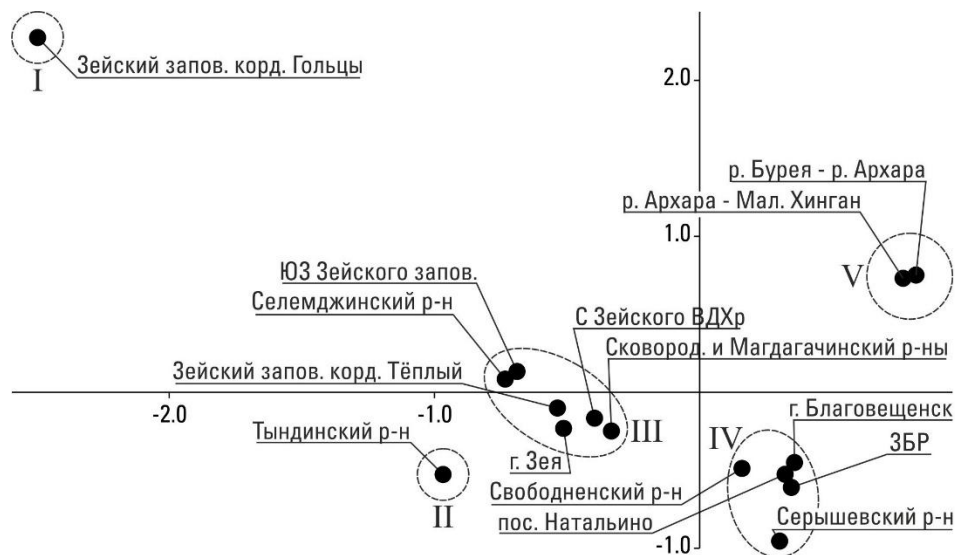 Зейский запов. корд. Гольцы
I
2.0
р. Бурея - р. Архара
р. Архара - Мал. Хинган
1.0
V
ЮЗ Зейского запов.
Селемджинский р-н
С Зейского ВДХр
Сковород. и Магдагачинский р-ны
Зейский запов. корд. Тёплый
-2.0
-1.0
г. Благовещенск
Тындинский р-н
III
IV
ЗБР
г. Зея
Свободненский р-н
II
пос. Натальино
Серышевский р-н
-1.0